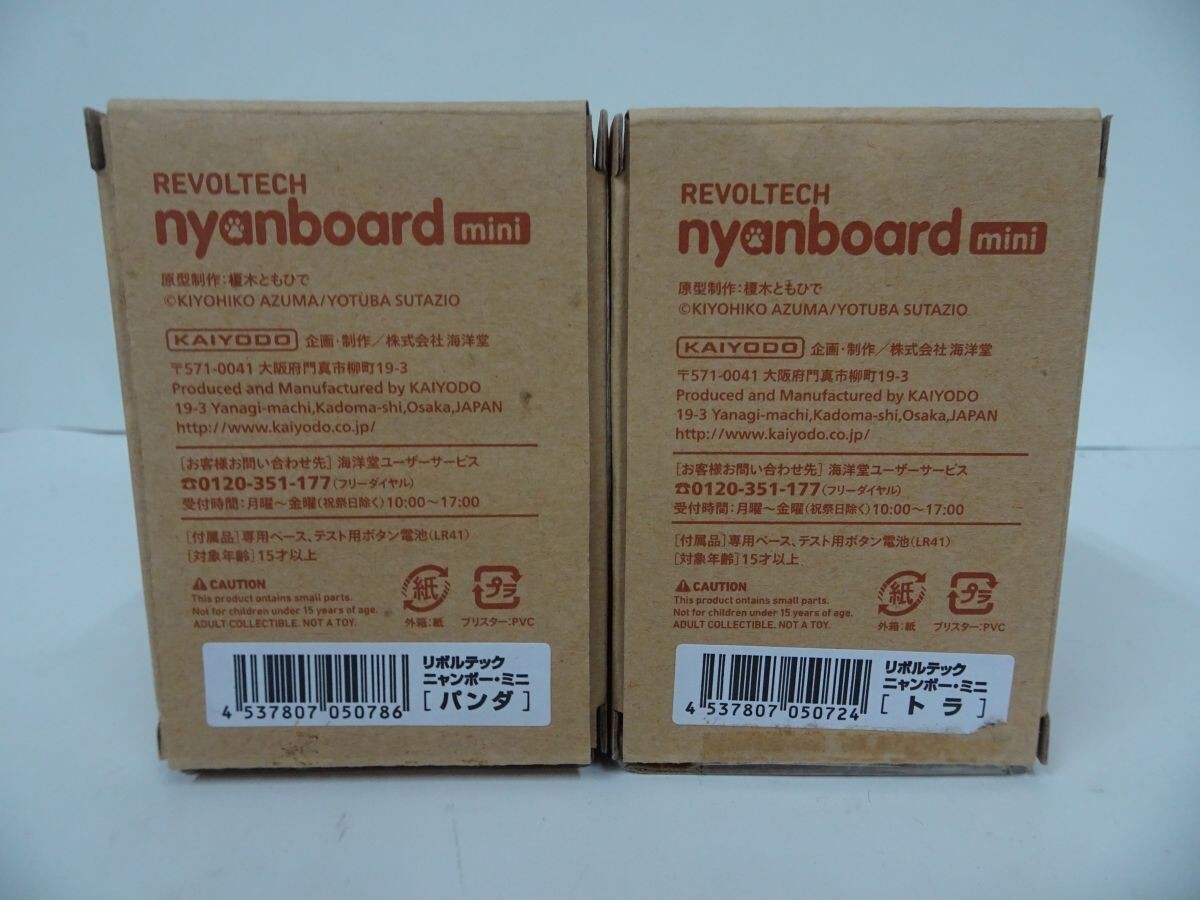 REVOLTECH
nyanboard mini
原型制作:榎木ともひで
©KIYOHIKO AZUMA/YOTUBA SUTAZIO
KAIYODO 企画・制作/株式会社 海洋堂
〒571-0041 大阪府門真市柳町19-3
Produced and Manufactured by KAIYODO
19-3 Yanagi-machi,Kadoma-shi,Osaka,JAPAN
http://www.kaiyodo.co.jp/
[お客様お問い合わせ先] 海洋堂ユーザーサービス
☎0120-351-177(フリーダイヤル)
受付時間:月曜~金曜(祝祭日除く)10:00~17:00
[付属品]専用ベース、テスト用ボタン電池(LR41)
[対象年齢]15才以上
⚠CAUTION
This product ontains small parts.
Not for children under 15 years of age.
ADULT COLLECTIBLE. NOT A TOY.
紙
外箱:紙
プラ
ブリスター:PVC
リボルテック
ニャンボー・ミニ
[パンダ]
4 537807 050786
REVOLTECH
nyanboard mini
原型制作:榎木ともひで
©KIYOHIKO AZUMA/YOTUBA SUTAZIO
KAIYODO 企画・制作/株式会社 海洋堂
〒571-0041 大阪府門真市柳町19-3
Produced and Manufactured by KAIYODO
19-3 Yanagi-machi,Kadoma-shi,Osaka,JAPAN
http://www.kaiyodo.co.jp/
[お客様お問い合わせ先] 海洋堂ユーザーサービス
☎0120-351-177(フリーダイヤル)
受付時間:月曜~金曜(祝祭日除く)10:00~17:00
[付属品]専用ベース、テスト用ボタン電池(LR41)
[対象年齢]15才以上
⚠CAUTION
This product ontains small parts.
Not for children under 15 years of age.
ADULT COLLECTIBLE. NOT A TOY.
紙
外箱:紙
プラ
ブリスター:PVC
リボルテック
ニャンボー・ミニ
[トラ]
4 537807 050724